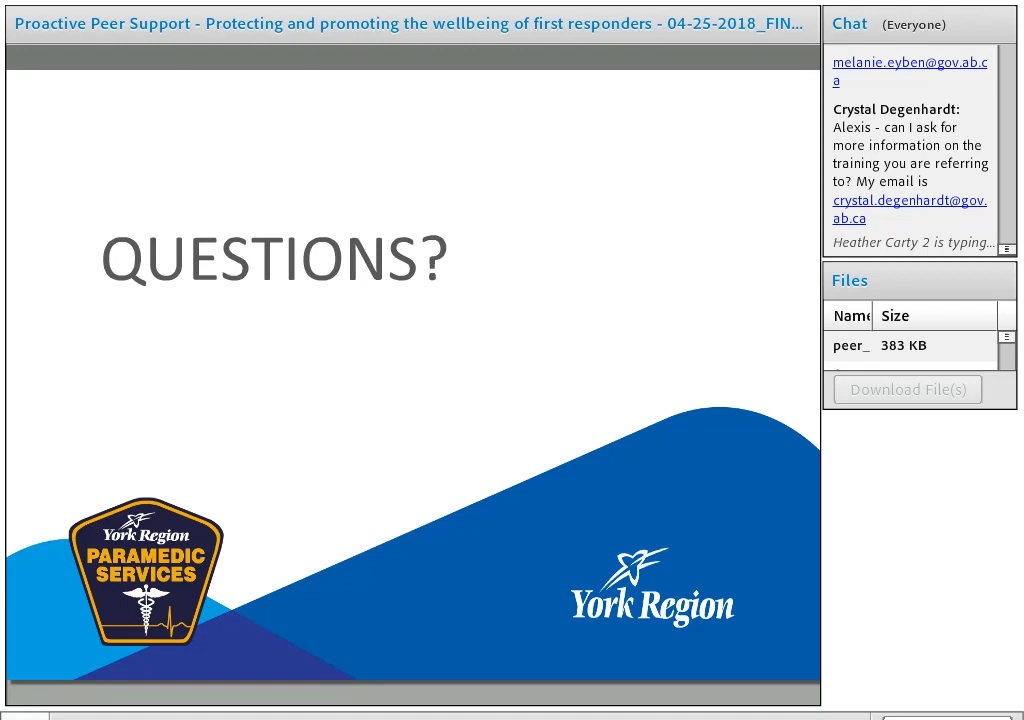 Proactive Peer Support - Protecting and promoting the wellbeing of first responders - 04-25-2018_FIN...
QUESTIONS?
York Region
PARAMEDIC
SERVICES
York Region
Chat (Everyone)
melanie.eyben@gov.ab.c
a
Crystal Degenhardt:
Alexis - can I ask for
more information on the
training you are referring
to? My email is
crystal.degenhardt@gov.
ab.ca
Heather Carty 2 is typing...
Files
Name Size
peer_ 383 KB
Download File(s)